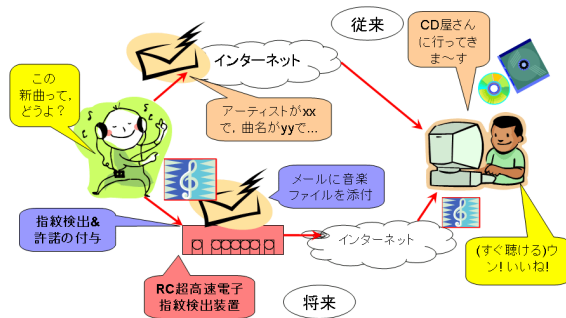 従来
CD屋さん
に行ってき
ま～す
インターネット
この
新曲って,
どうよ？
アーティストがxx
で, 曲名がyyで…
メールに音楽
ファイルを添付
指紋検出&
許諾の付与
インターネット
(すぐ聴ける)ウ
ン! いいね!
RC超高速電子
指紋検出装置
将来